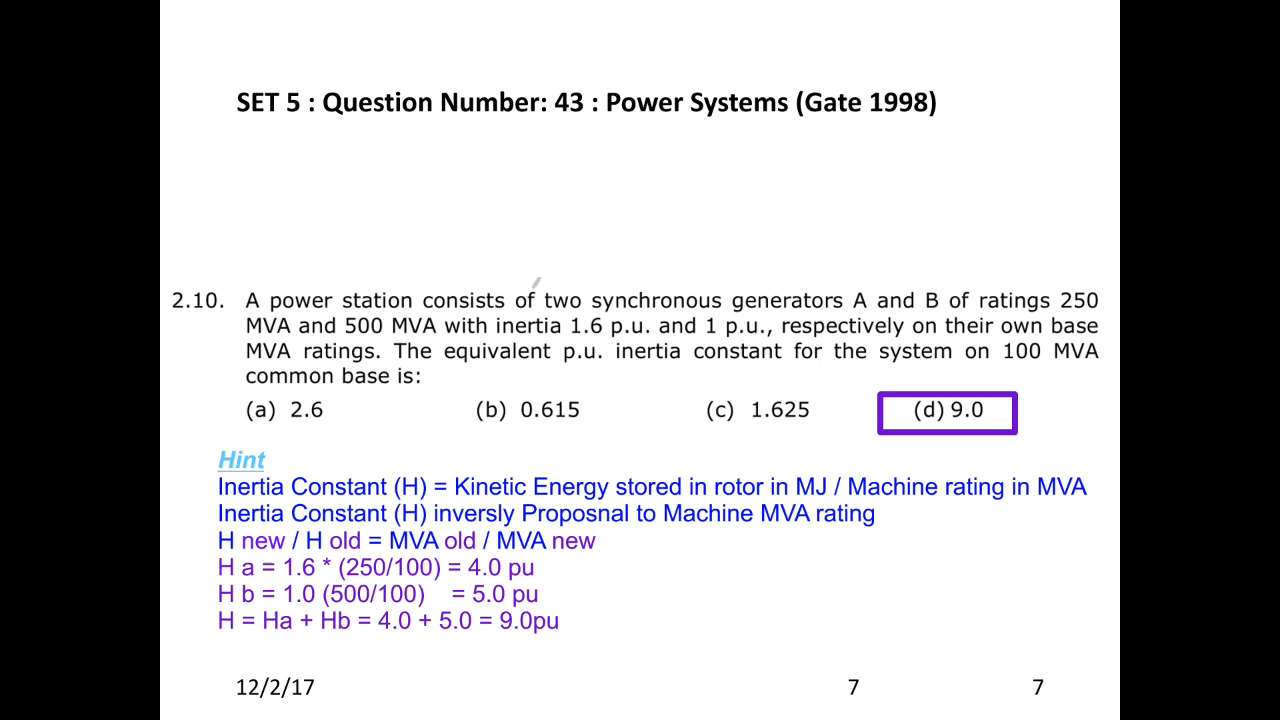 SET 5 : Question Number: 43 : Power Systems (Gate 1998)
2.10. A power station consists of two synchronous generators A and B of ratings 250
MVA and 500 MVA with inertia 1.6 p.u. and 1 p.u., respectively on their own base
MVA ratings. The equivalent p.u. inertia constant for the system on 100 MVA
common base is:
(a) 2.6 (b) 0.615 (c) 1.625 (d) 9.0
Hint
Inertia Constant (H) = Kinetic Energy stored in rotor in MJ / Machine rating in MVA
Inertia Constant (H) inversly Proposnal to Machine MVA rating
H new / H old = MVA old / MVA new
H a = 1.6 * (250/100) = 4.0 pu
H b = 1.0 (500/100) = 5.0 pu
H = Ha + Hb = 4.0 + 5.0 = 9.0pu
12/2/17 7 7